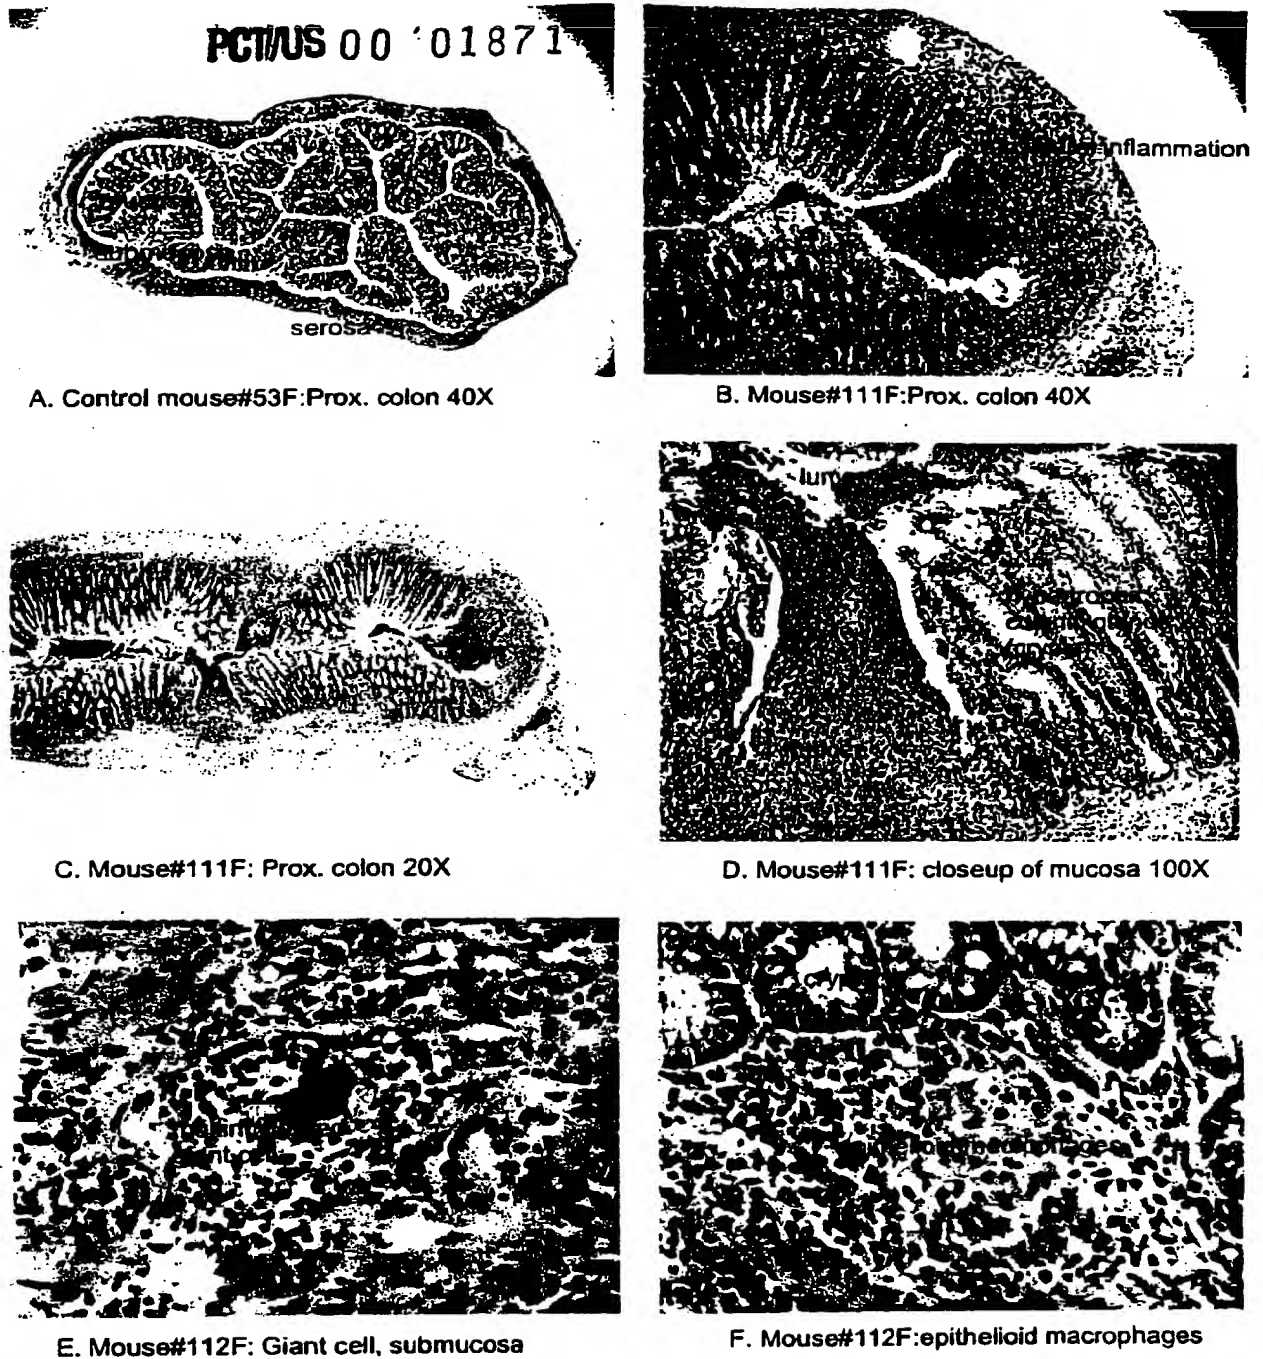 PCT/US 00 01871
serosa
inflammation
A. Control mouse#53F:Prox. colon 40X
B. Mouse#111F:Prox. colon 40X
C. Mouse#111F: Prox. colon 20X
D. Mouse#111F: closeup of mucosa 100X
E. Mouse#112F: Giant cell, submucosa
F. Mouse#112F:epithelioid macrophages